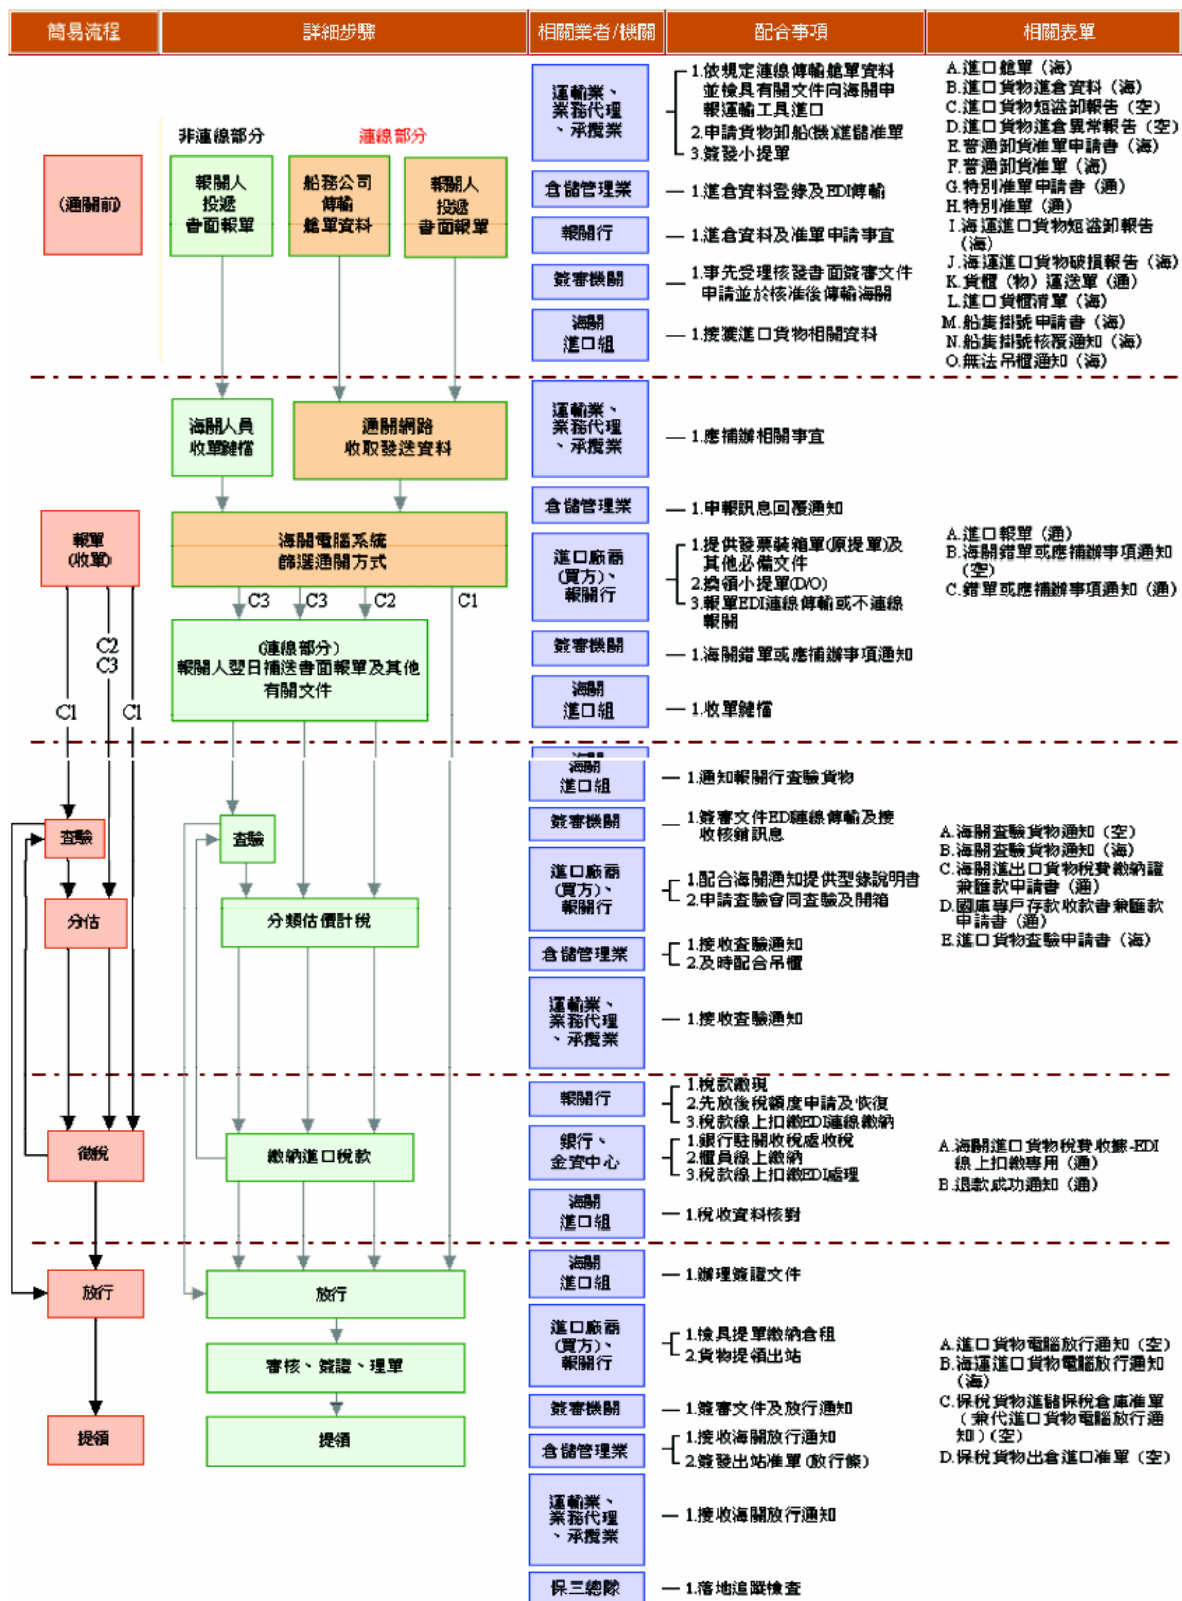 簡易流程
詳細步驟
相關業者/機關
配合事項
相關表單
(通關前)
非連線部分
連線部分
報關人
投遞
書面報單
船務公司
傳輸
艙單資料
報關人
投遞
書面報單
運輸業、
業務代理
、承攬業
1.依規定連線傳輸艙單資料
並檢具有關文件向海關申
報運輸工具進口
2.申請貨物卸船(機)進儲准單
3.簽發小提單
倉儲管理業
1.進倉資料登錄及EDI傳輸
報關行
1.進倉資料及准單申請事宜
簽審機關
1.事先受理核發書面簽審文件
申請並於核准後傳輸海關
海關
進口組
1.接獲進口貨物相關資料
A.進口艙單（海）
B.進口貨物進倉資料（海）
C.進口貨物短溢卸報告（空）
D.進口貨物進倉異常報告（空）
E.普通卸貨准單申請書（海）
F.普通卸貨准單（海）
G.特別准單申請書（通）
H.特別准單（通）
I.海運進口貨物短溢卸報告
（海）
J.海運進口貨物破損報告（海）
K.貨櫃（物）運送單（通）
L.進口貨櫃清單（海）
M.船隻掛號申請書（海）
N.船隻掛號核覆通知（海）
O.無法吊櫃通知（海）
報單
(收單)
C2
C3
C1
C1
海關人員
收單鍵檔
通關網路
收取發送資料
海關電腦系統
篩選通關方式
C3
C3
C2
C1
(連線部分)
報關人翌日補送書面報單及其他
有關文件
運輸業、
業務代理
、承攬業
1.應補辦相關事宜
倉儲管理業
1.申報訊息回覆通知
進口廠商
(買方)、
報關行
1.提供發票裝箱單(原提單)及
其他必備文件
2.換領小提單(D/O)
3.報單EDI連線傳輸或不連線
報關
簽審機關
1.海關錯單或應補辦事項通知
海關
進口組
1.收單鍵檔
A.進口報單（通）
B.海關錯單或應補辦事項通知
（空）
C.錯單或應補辦事項通知（通）
查驗
分估
查驗
分類估價計稅
海關
進口組
1.通知報關行查驗貨物
簽審機關
1.簽審文件EDI連線傳輸及接
收核銷訊息
進口廠商
(買方)、
報關行
1.配合海關通知提供型錄說明書
2.申請查驗會同查驗及開箱
倉儲管理業
1.接收查驗通知
2.及時配合吊櫃
運輸業、
業務代理
、承攬業
1.接收查驗通知
A.海關查驗貨物通知（空）
B.海關查驗貨物通知（海）
C.海關進出口貨物稅費繳納證
兼匯款申請書（通）
D.國庫專戶存款收款書兼匯款
申請書（通）
E.進口貨物查驗申請書（海）
徵稅
繳納進口稅款
報關行
1.稅款繳現
2.先放後稅額度申請及恢復
3.稅款線上扣繳EDI連線繳納
銀行、
金資中心
1.銀行駐關收稅處收稅
2.櫃員線上繳納
3.稅款線上扣繳EDI處理
海關
進口組
1.稅收資料核對
A.海關進口貨物稅費收據-EDI
線上扣繳專用（通）
B.退款成功通知（通）
放行
提領
放行
審核、簽證、理單
提領
海關
進口組
1.辦理簽證文件
進口廠商
(買方)、
報關行
1.檢具提單繳納倉租
2.貨物提領出站
簽審機關
1.簽審文件及放行通知
倉儲管理業
1.接收海關放行通知
2.簽發出站准單(放行條)
運輸業、
業務代理
、承攬業
1.接收海關放行通知
保三總隊
1.落地追蹤檢查
A.進口貨物電腦放行通知（空）
B.海運進口貨物電腦放行通知
（海）
C.保稅貨物進儲保稅倉庫准單
（兼代進口貨物電腦放行通
知）（空）
D.保稅貨物出倉進口准單（空）